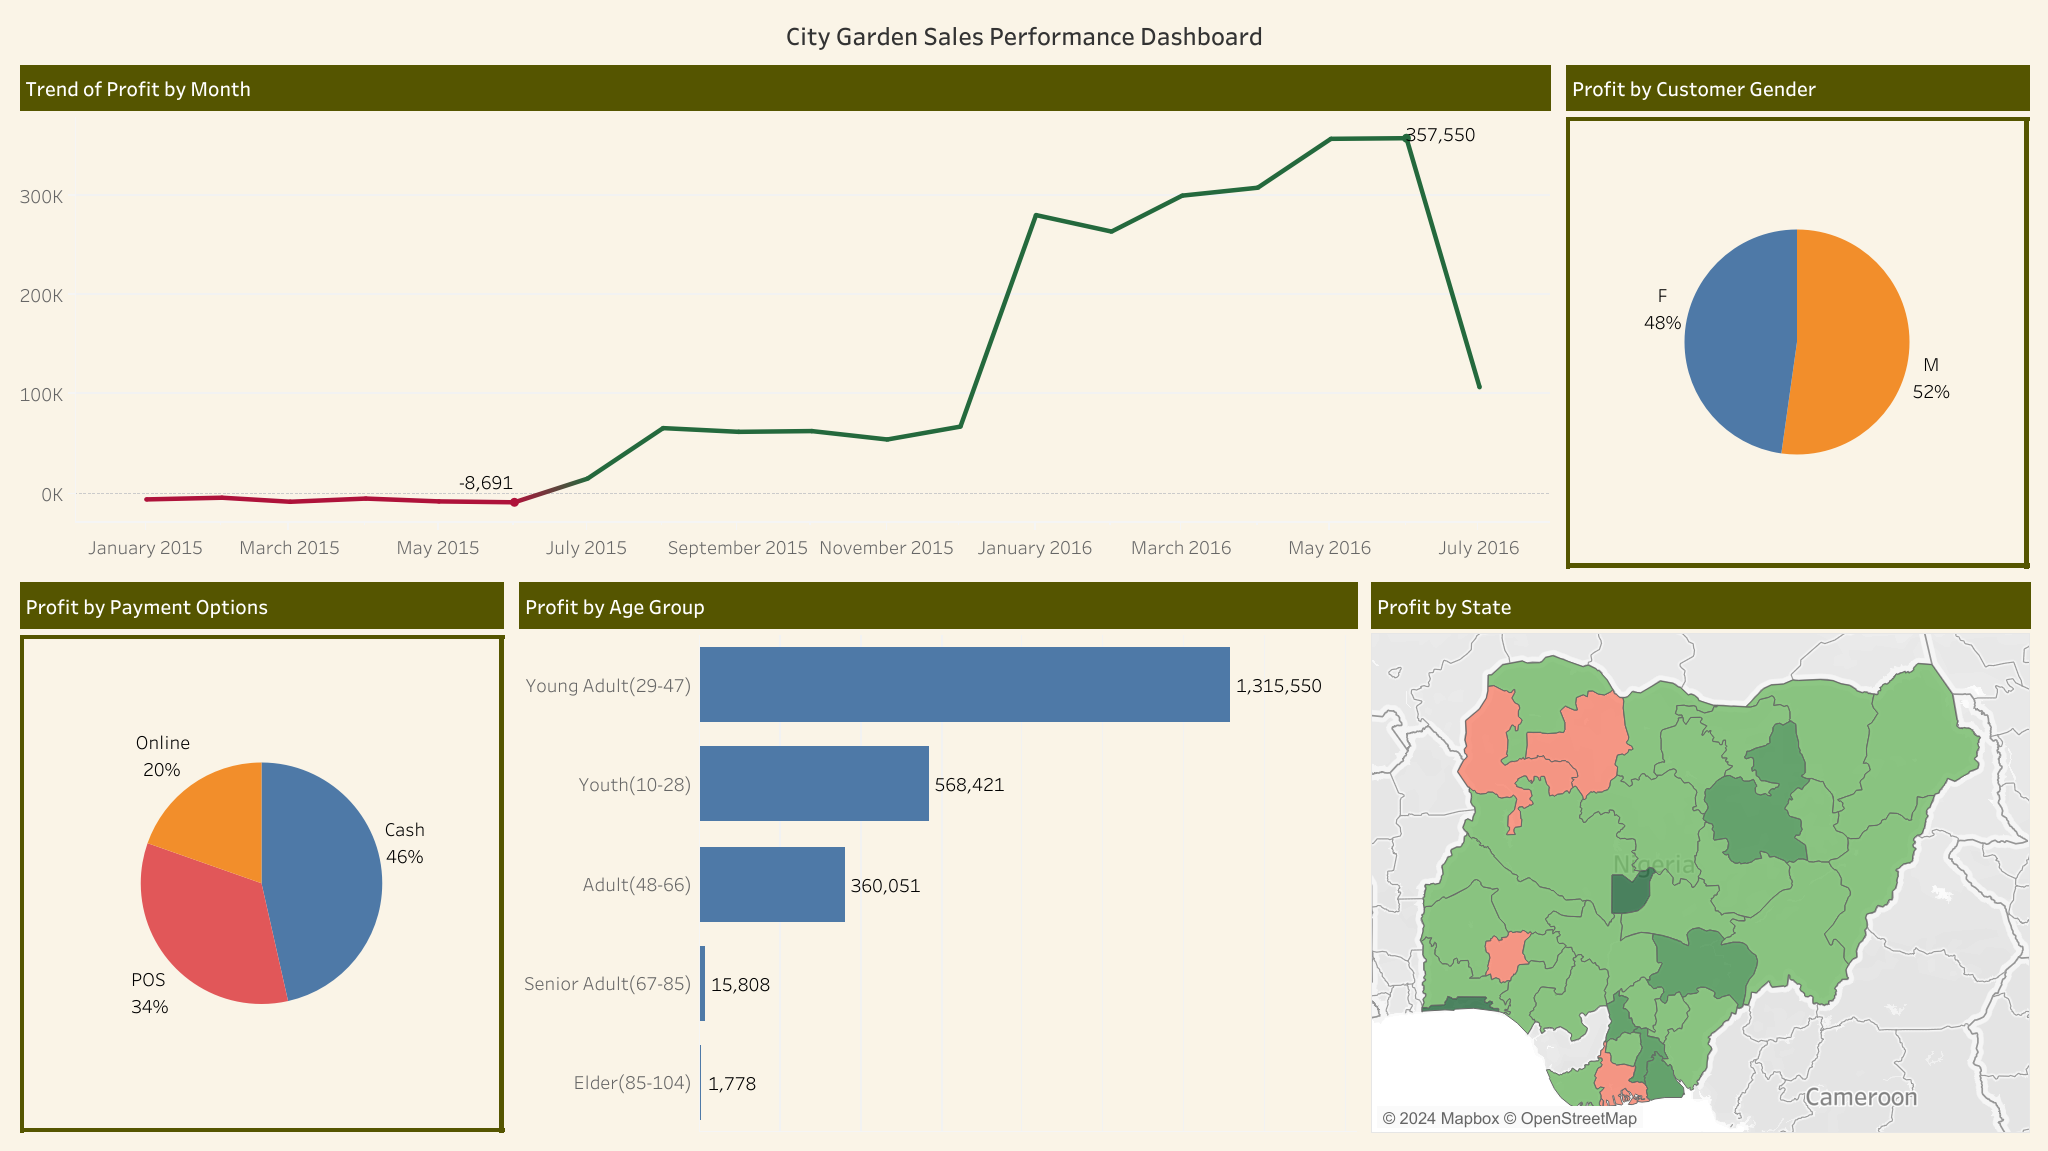 City Garden Sales Performance Dashboard
Trend of Profit by Month
357,550
300K
200K
100K
-8,691
0K
January 2015 March 2015 May 2015 July 2015 September 2015 November 2015 January 2016 March 2016 May 2016 July 2016
Profit by Customer Gender
F
48%
M
52%
Profit by Payment Options
Online
20%
Cash
46%
POS
34%
Profit by Age Group
Young Adult(29-47) 1,315,550
Youth(10-28) 568,421
Adult(48-66) 360,051
Senior Adult(67-85) 15,808
Elder(85-104) 1,778
Profit by State
Nigeria
Cameroon
© 2024 Mapbox © OpenStreetMap